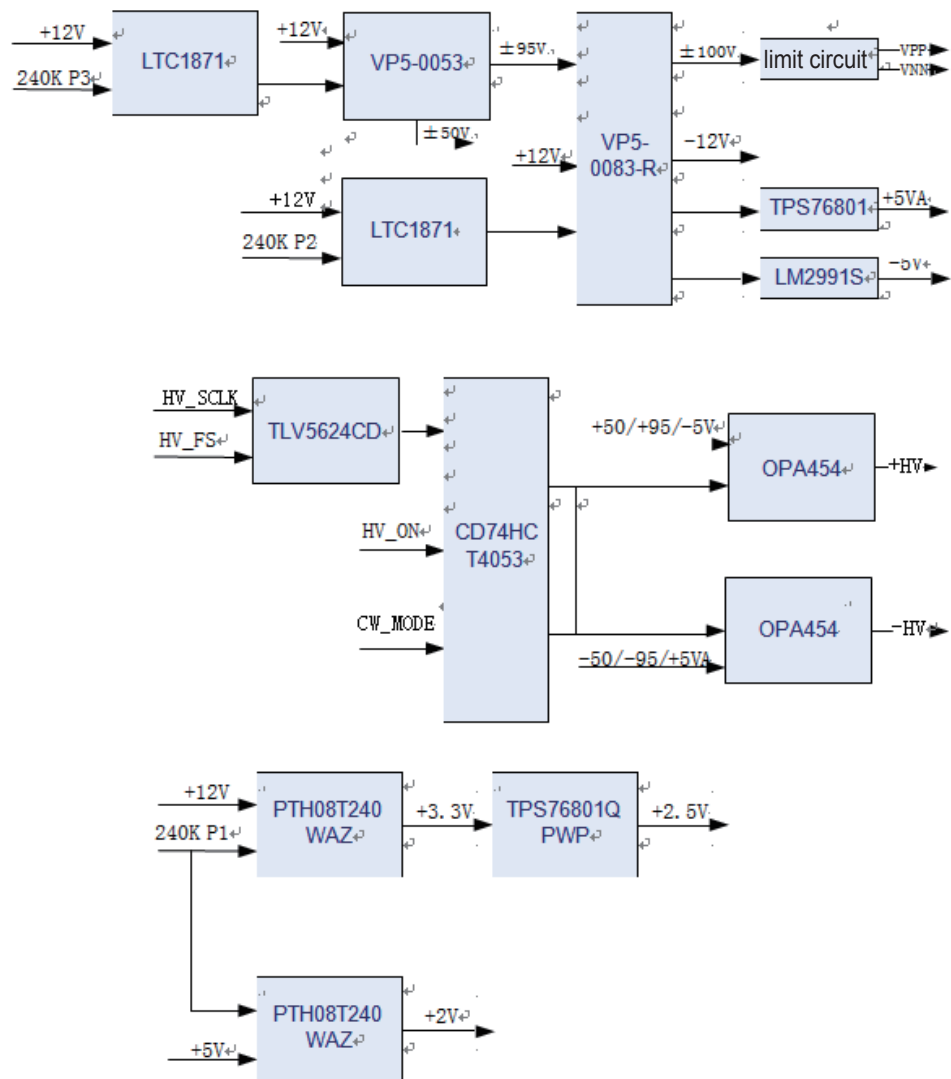 +12V
240K P3
LTC1871
+12V
VP5-0053
±95V
±50V
+12V
240K P2
LTC1871
+12V
VP5-
0083-R
±100V
limit circuit
VPP
VNN
-12V
TPS76801
+5VA
LM2991S
-5V
HV_SCLK
HV_FS
TLV5624CD
HV_ON
CW_MODE
CD74HC
T4053
+50/+95/-5V
OPA454
+HV
-50/-95/+5VA
OPA454
-HV
+12V
240K P1
PTH08T240
WAZ
+3.3V
TPS76801Q
PWP
+2.5V
+5V
PTH08T240
WAZ
+2V